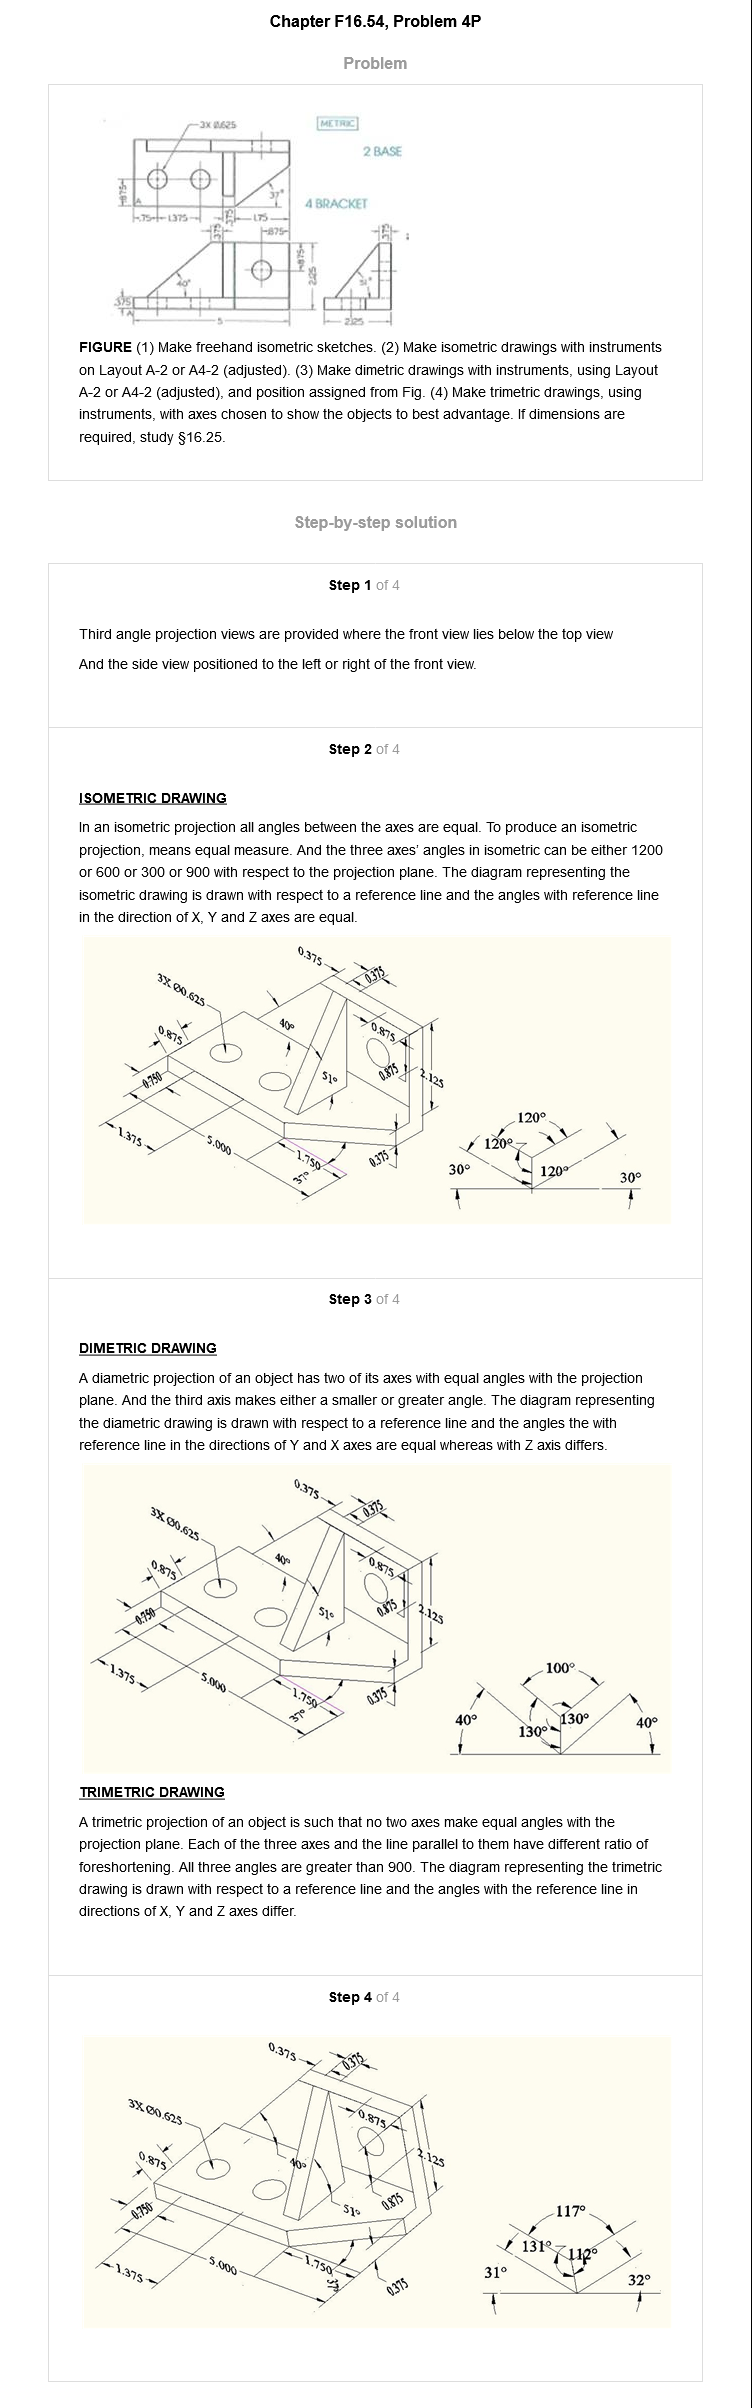 Chapter F16.54, Problem 4P
Problem
3X Ø.625
METRIC
2 BASE
.875
A
37°
4 BRACKET
.75
1.375
.375
1.75
.375
.875
.375
40°
.875
2.125
.375
A
5
2.25
FIGURE (1) Make freehand isometric sketches. (2) Make isometric drawings with instruments
on Layout A-2 or A4-2 (adjusted). (3) Make dimetric drawings with instruments, using Layout
A-2 or A4-2 (adjusted), and position assigned from Fig. (4) Make trimetric drawings, using
instruments, with axes chosen to show the objects to best advantage. If dimensions are
required, study §16.25.
Step-by-step solution
Step 1 of 4
Third angle projection views are provided where the front view lies below the top view
And the side view positioned to the left or right of the front view.
Step 2 of 4
ISOMETRIC DRAWING
In an isometric projection all angles between the axes are equal. To produce an isometric
projection, means equal measure. And the three axes' angles in isometric can be either 1200
or 600 or 300 or 900 with respect to the projection plane. The diagram representing the
isometric drawing is drawn with respect to a reference line and the angles with reference line
in the direction of X, Y and Z axes are equal.
0.375
0.375
3X Ø0.625
40°
0.875
0.875
51°
0.875
2.125
0.750
1.375
5.000
1.750
37°
0.375
120°
120°
120°
30°
30°
Step 3 of 4
DIMETRIC DRAWING
A diametric projection of an object has two of its axes with equal angles with the projection
plane. And the third axis makes either a smaller or greater angle. The diagram representing
the diametric drawing is drawn with respect to a reference line and the angles the with
reference line in the directions of Y and X axes are equal whereas with Z axis differs.
0.375
0.375
3X Ø0.625
40°
0.875
0.875
51°
0.875
2.125
0.750
1.375
5.000
1.750
37°
0.375
100°
130°
130°
40°
40°
TRIMETRIC DRAWING
A trimetric projection of an object is such that no two axes make equal angles with the
projection plane. Each of the three axes and the line parallel to them have different ratio of
foreshortening. All three angles are greater than 900. The diagram representing the trimetric
drawing is drawn with respect to a reference line and the angles with the reference line in
directions of X, Y and Z axes differ.
Step 4 of 4
0.375
0.375
3X Ø0.625
0.875
0.875
40°
2.125
51°
0.875
0.750
1.375
5.000
1.750
37°
0.375
117°
131°
112°
31°
32°